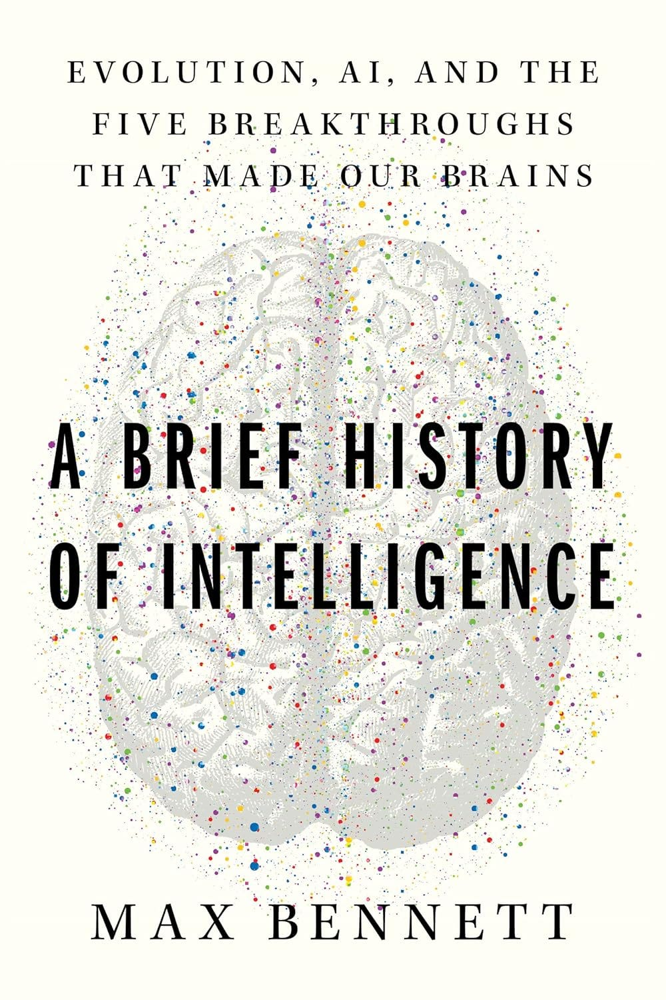 EVOLUTION, AI, AND THE
FIVE BREAKTHROUGHS
THAT MADE OUR BRAINS
A BRIEF HISTORY
OF INTELLIGENCE
MAX BENNETT